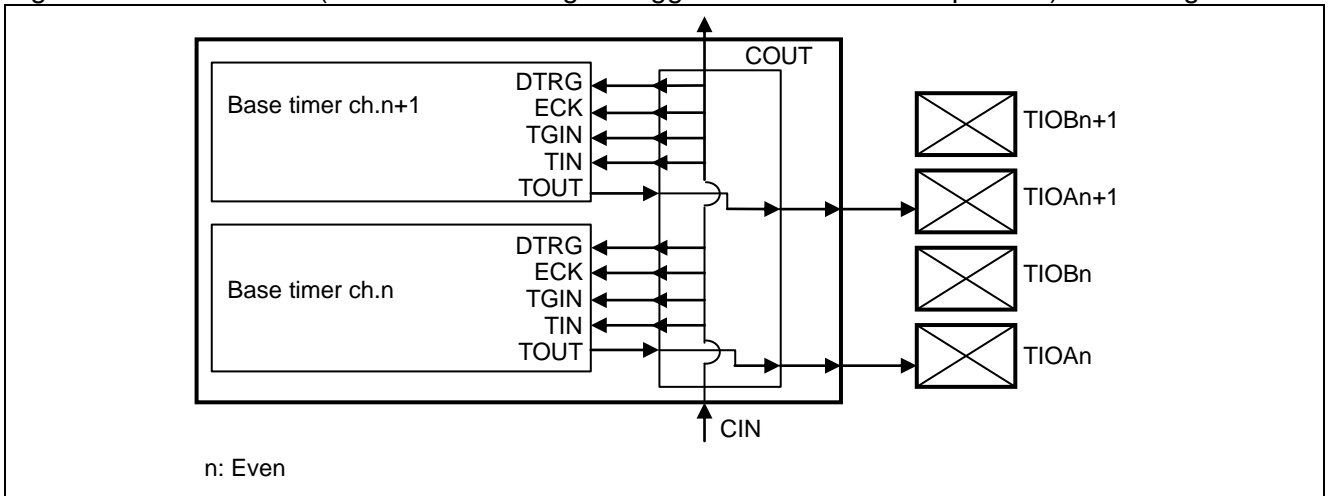 COUT
Base timer ch.n+1
DTRG
ECK
TGIN
TIN
TOUT
TIOBn+1
TIOAn+1
Base timer ch.n
DTRG
ECK
TGIN
TIN
TOUT
TIOBn
TIOAn
CIN
n: Even